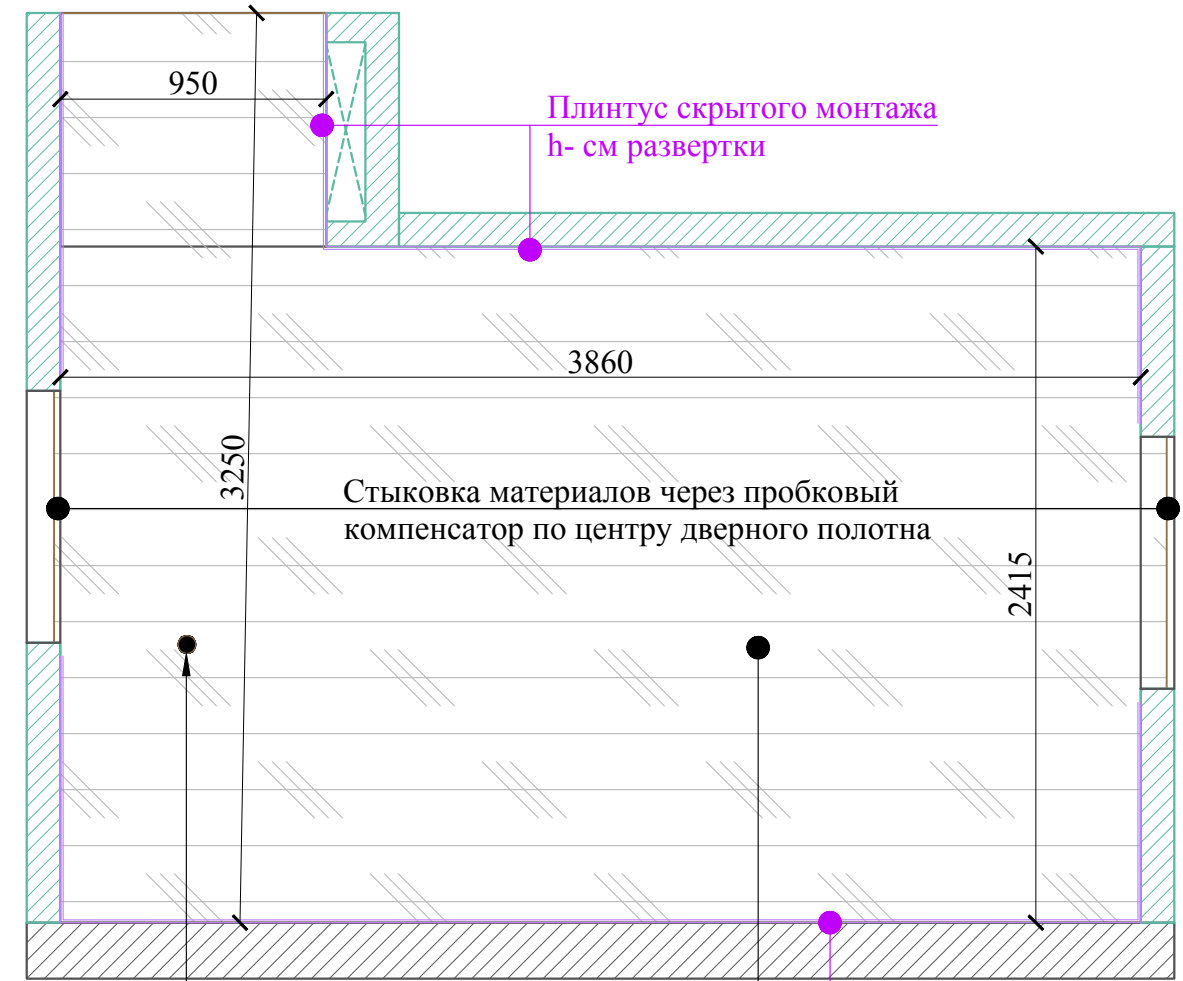 950
Плинтус скрытого монтажа
h- см развертки
3860
3250
Стыковка материалов через пробковый
компенсатор по центру дверного полотна
2415